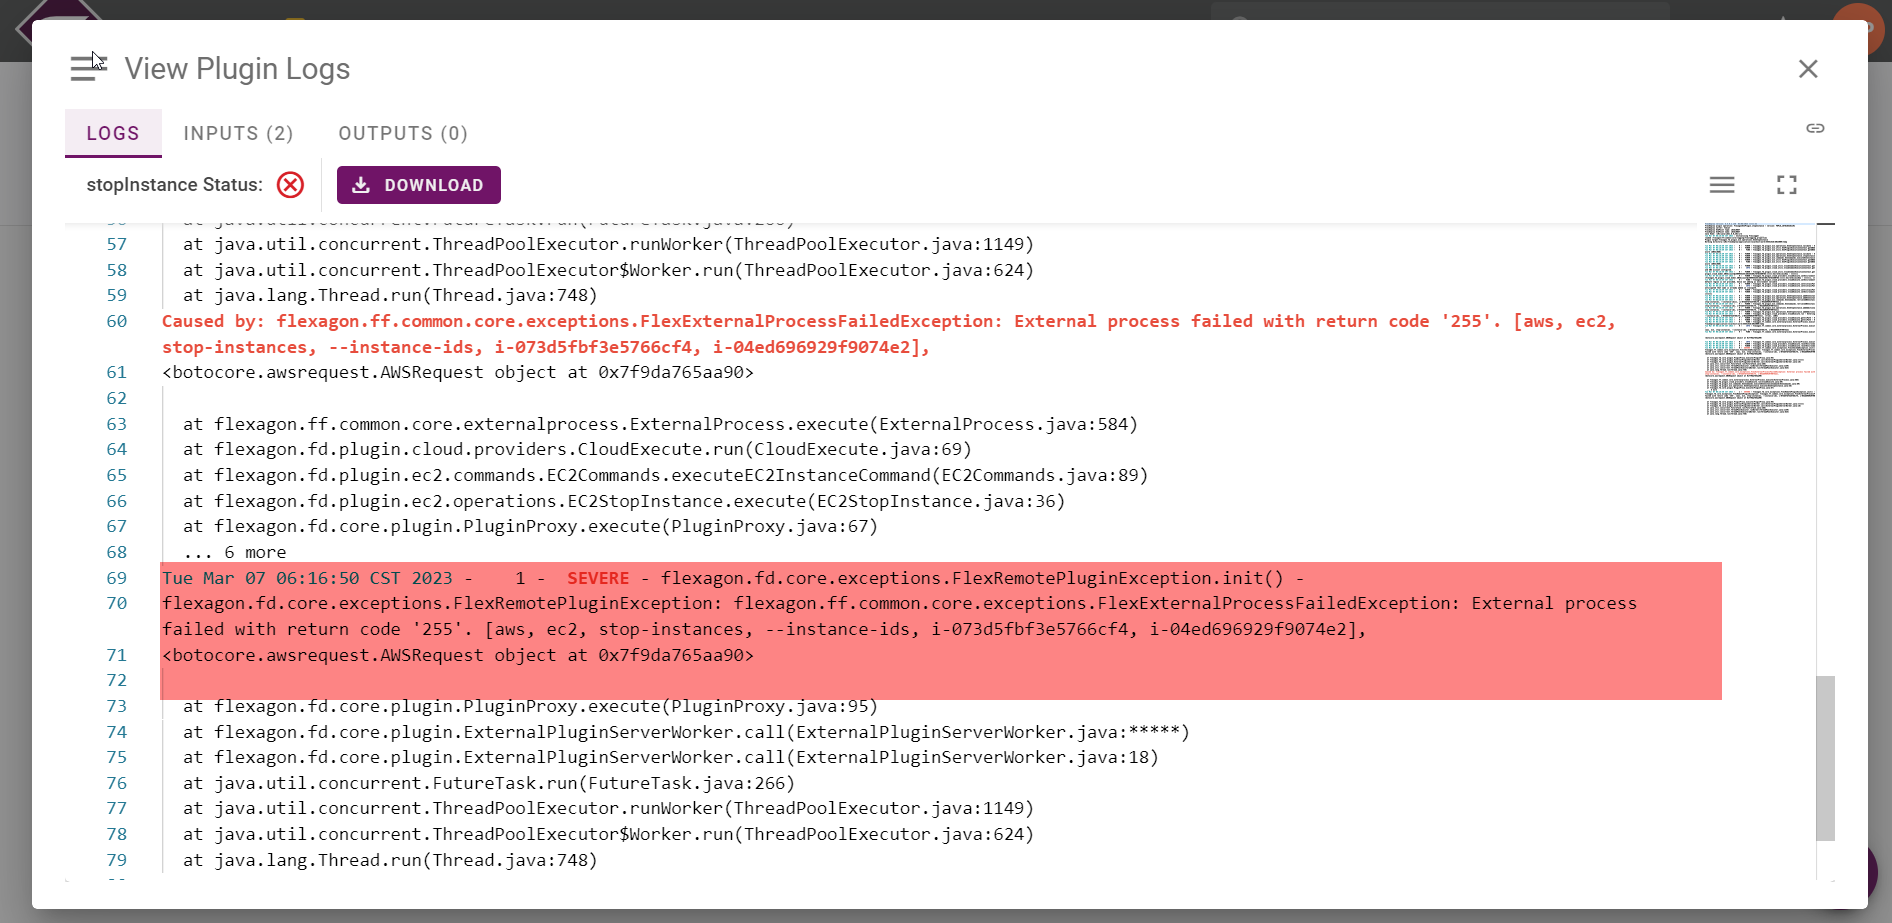 View Plugin Logs
LOGS
INPUTS (2)
OUTPUTS (0)
stopInstance Status:
DOWNLOAD
57 at java.util.concurrent.ThreadPoolExecutor.runWorker(ThreadPoolExecutor.java:1149)
58 at java.util.concurrent.ThreadPoolExecutor$Worker.run(ThreadPoolExecutor.java:624)
59 at java.lang.Thread.run(Thread.java:748)
60 Caused by: flexagon.ff.common.core.exceptions.FlexExternalProcessFailedException: External process failed with return code '255'. [aws, ec2,
stop-instances, --instance-ids, i-073d5fbf3e5766cf4, i-04ed696929f9074e2],
61 <botocore.awsrequest.AWSRequest object at 0x7f9da765aa90>
62
63 at flexagon.ff.common.core.externalprocess.ExternalProcess.execute(ExternalProcess.java:584)
64 at flexagon.fd.plugin.cloud.providers.CloudExecute.run(CloudExecute.java:69)
65 at flexagon.fd.plugin.ec2.commands.EC2Commands.executeEC2InstanceCommand(EC2Commands.java:89)
66 at flexagon.fd.plugin.ec2.operations.EC2StopInstance.execute(EC2StopInstance.java:36)
67 at flexagon.fd.core.plugin.PluginProxy.execute(PluginProxy.java:67)
68 ... 6 more
69 Tue Mar 07 06:16:50 CST 2023 - 1 - SEVERE - flexagon.fd.core.exceptions.FlexRemotePluginException.init() -
70 flexagon.fd.core.exceptions.FlexRemotePluginException: flexagon.ff.common.core.exceptions.FlexExternalProcessFailedException: External process
failed with return code '255'. [aws, ec2, stop-instances, --instance-ids, i-073d5fbf3e5766cf4, i-04ed696929f9074e2],
71 <botocore.awsrequest.AWSRequest object at 0x7f9da765aa90>
72
73 at flexagon.fd.core.plugin.PluginProxy.execute(PluginProxy.java:95)
74 at flexagon.fd.core.plugin.ExternalPluginServerWorker.call(ExternalPluginServerWorker.java:*****)
75 at flexagon.fd.core.plugin.ExternalPluginServerWorker.call(ExternalPluginServerWorker.java:18)
76 at java.util.concurrent.FutureTask.run(FutureTask.java:266)
77 at java.util.concurrent.ThreadPoolExecutor.runWorker(ThreadPoolExecutor.java:1149)
78 at java.util.concurrent.ThreadPoolExecutor$Worker.run(ThreadPoolExecutor.java:624)
79 at java.lang.Thread.run(Thread.java:748)